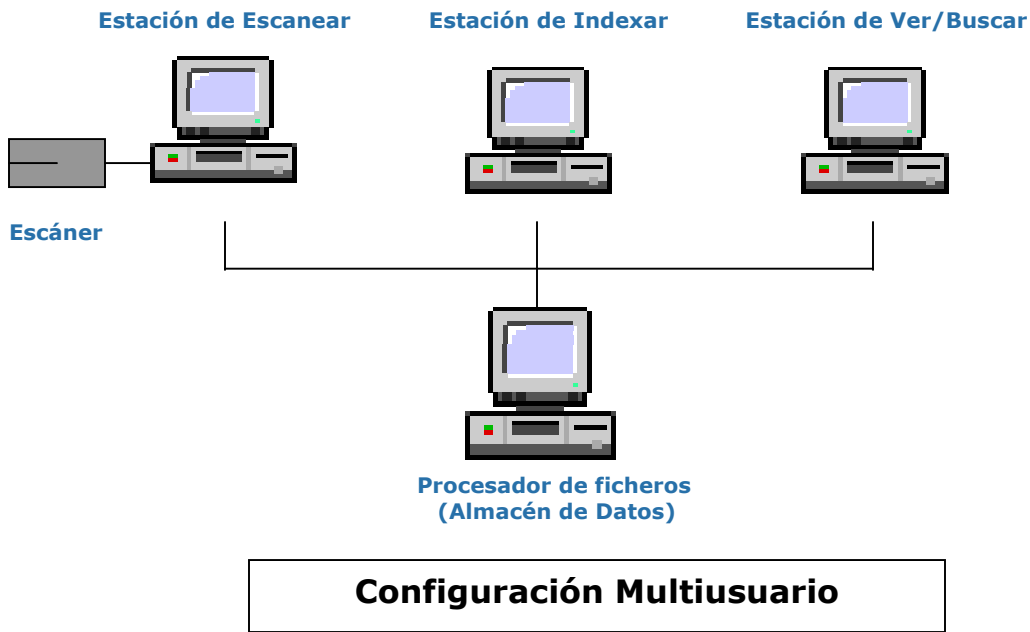 Estación de Escanear
Estación de Indexar
Estación de Ver/Buscar
Escáner
Procesador de ficheros
(Almacén de Datos)
Configuración Multiusuario